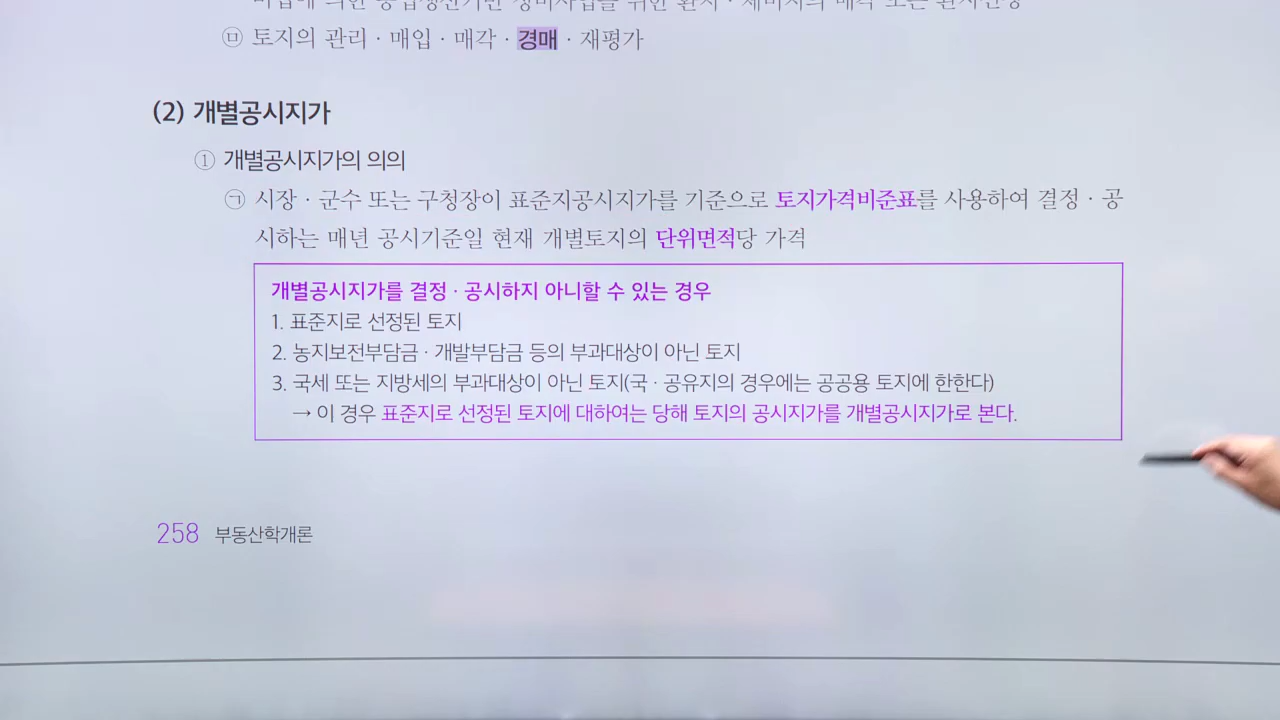 ㉤ 토지의 관리 · 매입 · 매각 · 경매 · 재평가
(2) 개별공시지가
① 개별공시지가의 의의
㉠ 시장 · 군수 또는 구청장이 표준지공시지가를 기준으로 토지가격비준표를 사용하여 결정 · 공
시하는 매년 공시기준일 현재 개별토지의 단위면적당 가격
개별공시지가를 결정 · 공시하지 아니할 수 있는 경우
1. 표준지로 선정된 토지
2. 농지보전부담금 · 개발부담금 등의 부과대상이 아닌 토지
3. 국세 또는 지방세의 부과대상이 아닌 토지(국 · 공유지의 경우에는 공공용 토지에 한한다)
→ 이 경우 표준지로 선정된 토지에 대하여는 당해 토지의 공시지가를 개별공시지가로 본다.
258 부동산학개론